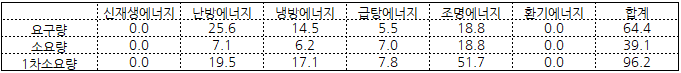 신재생에너지 난방에너지 냉방에너지 급탕에너지 조명에너지 환기에너지 합계
요구량 0.0 25.6 14.5 5.5 18.8 0.0 64.4
소요량 0.0 7.1 6.2 7.0 18.8 0.0 39.1
1차소요량 0.0 19.5 17.1 7.8 51.7 0.0 96.2